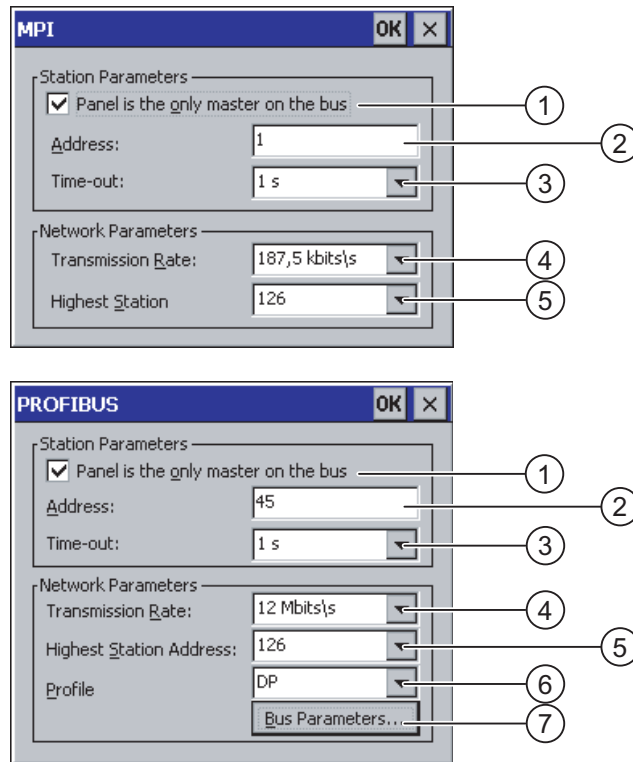 MPI OK ×
Station Parameters
Panel is the only master on the bus 1
Address: 1 2
Time-out: 1 s 3
Network Parameters
Transmission Rate: 187,5 kbits\s 4
Highest Station 126 5
PROFIBUS OK ×
Station Parameters
Panel is the only master on the bus 1
Address: 45 2
Time-out: 1 s 3
Network Parameters
Transmission Rate: 12 Mbits\s 4
Highest Station Address: 126 5
Profile DP 6
Bus Parameters... 7